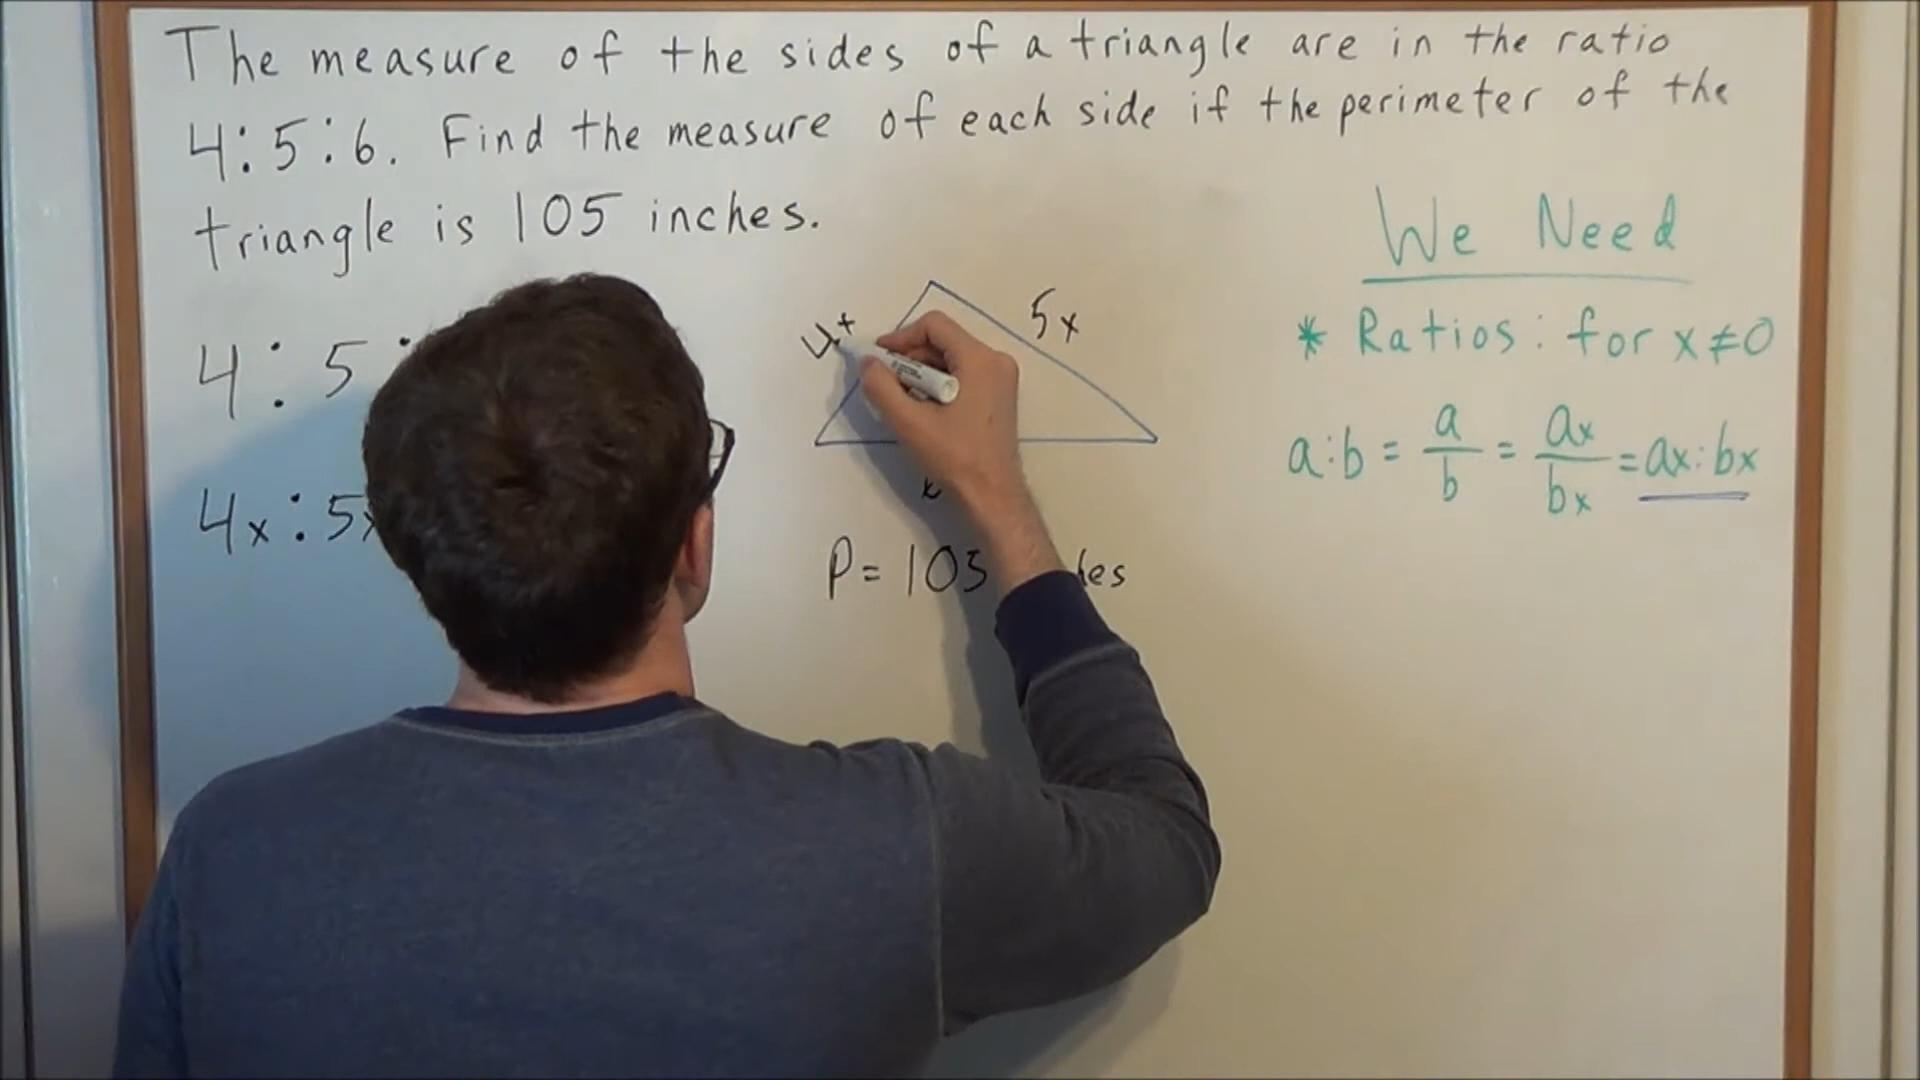 The measure of the sides of a triangle are in the ratio
4:5:6. Find the measure of each side if the perimeter of the
triangle is 105 inches.
We Need
* Ratios: for x≠0
a:b = a/b = ax/bx = ax:bx
4 : 5 :
4x : 5x
4x
5x
x
P = 105